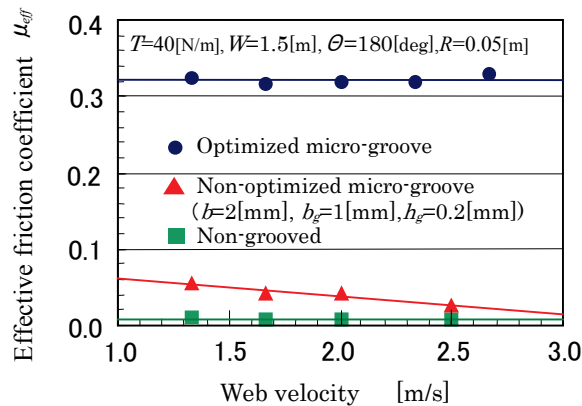 Effective friction coefficient μeff
0.4
0.3
0.2
0.1
0.0
T=40[N/m], W=1.5[m], Θ=180[deg],R=0.05[m]
Optimized micro-groove
Non-optimized micro-groove
(b=2[mm], bg=1[mm],hg=0.2[mm])
Non-grooved
1.0 1.5 2.0 2.5 3.0
Web velocity [m/s]